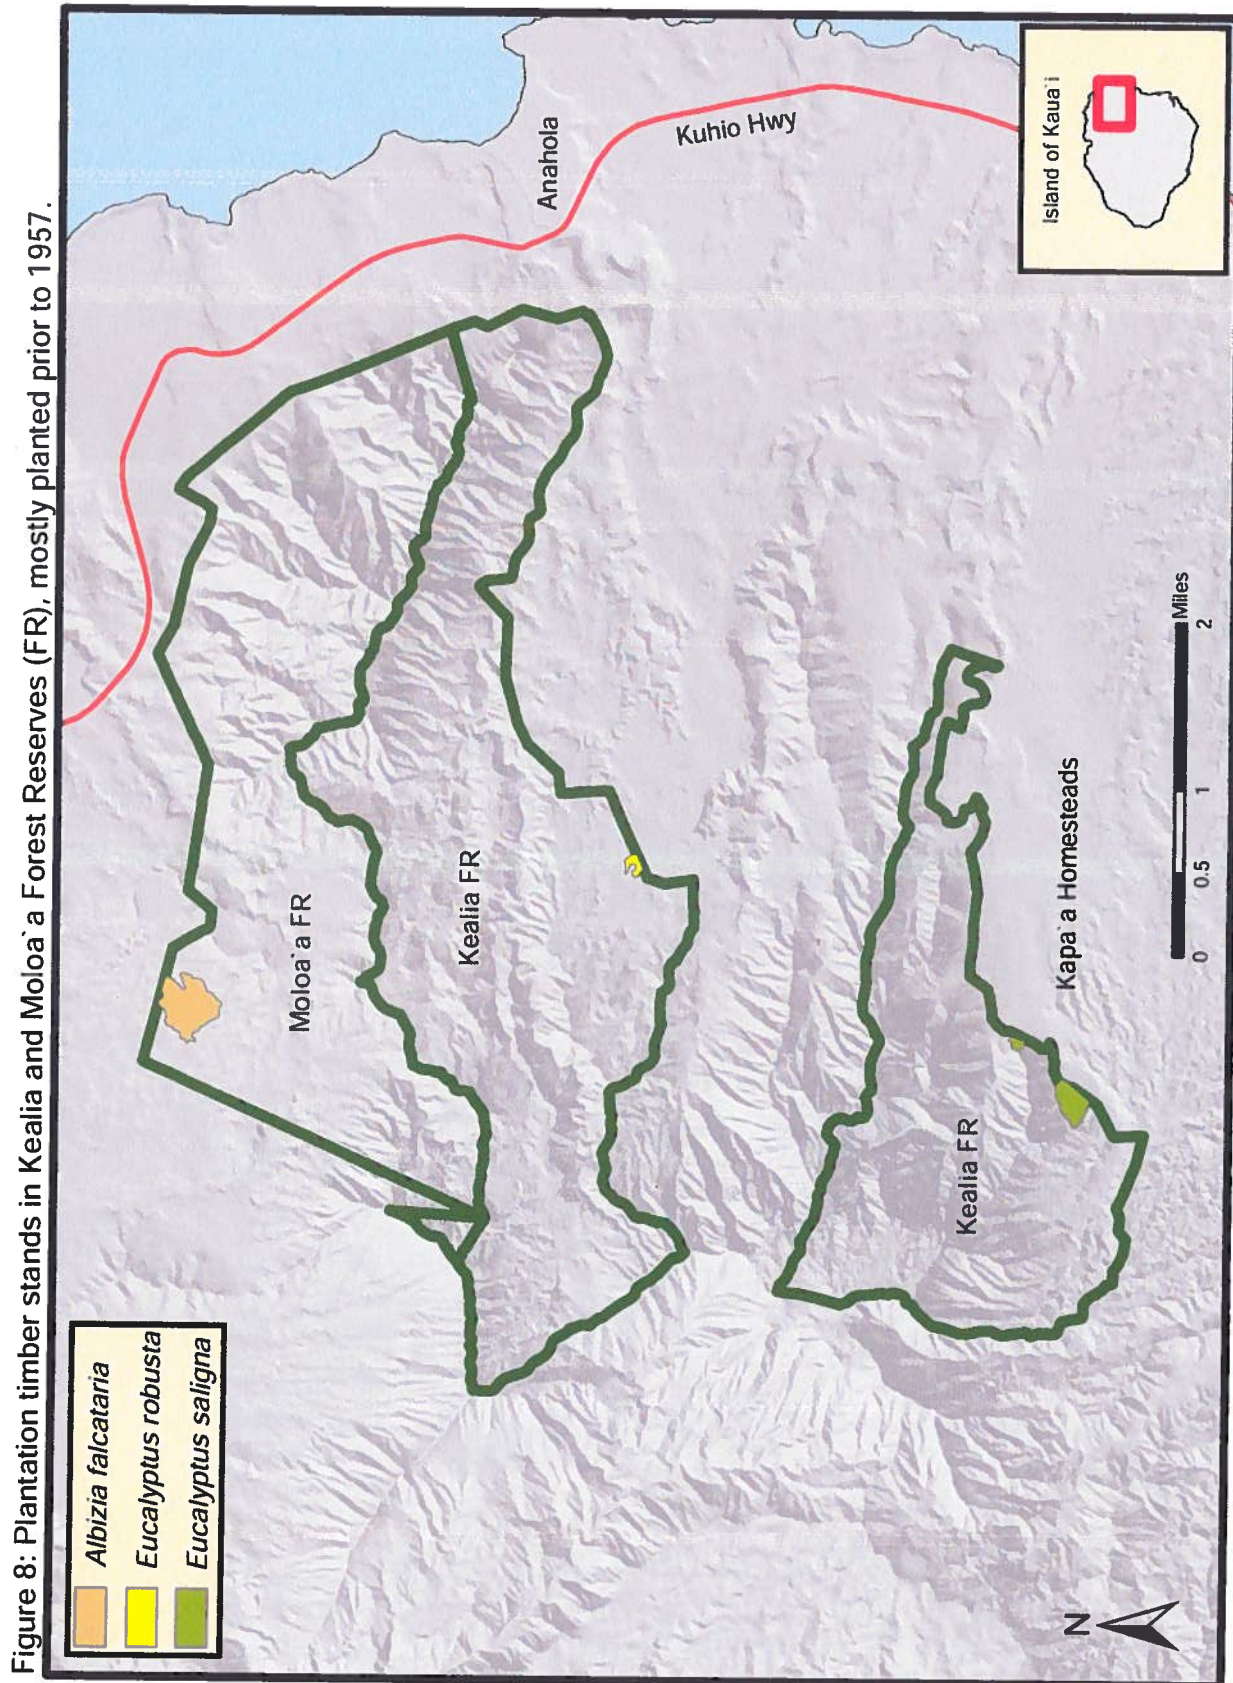 Figure 8: Plantation timber stands in Kealia and Moloa`a Forest Reserves (FR), mostly planted prior to 1957.
Albizia falcataria
Eucalyptus robusta
Eucalyptus saligna
Moloa`a FR
Kealia FR
Anahola
Kuhio Hwy
Kealia FR
Kapa`a Homesteads
N
0 0.5 1 2
Miles
Island of Kaua`i